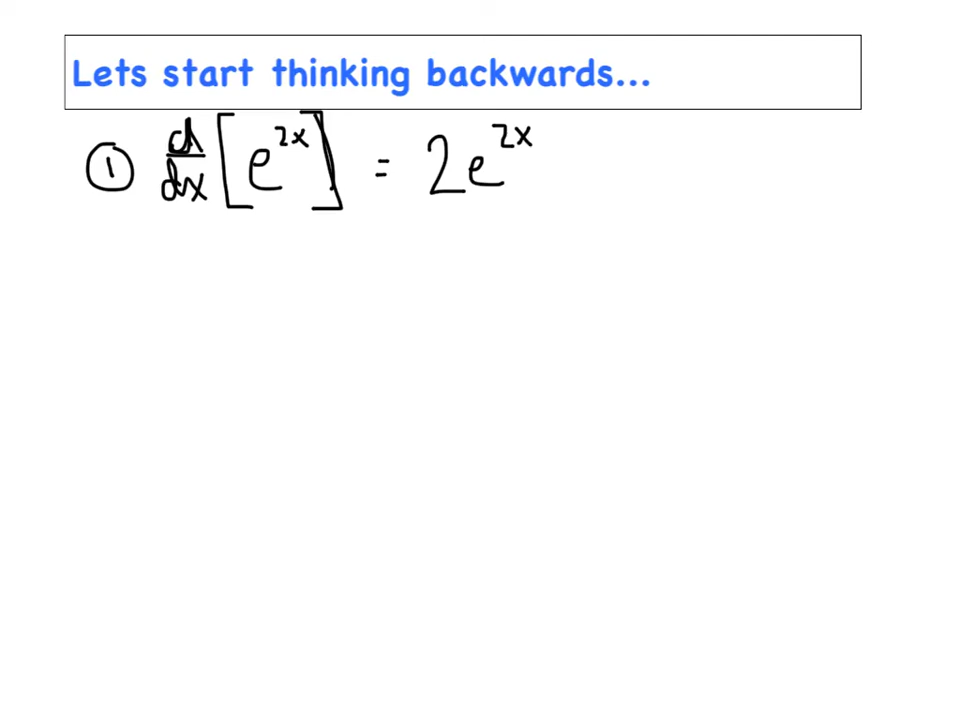 Lets start thinking backwards...
① d/dx [e^{2x}] = 2e^{2x}